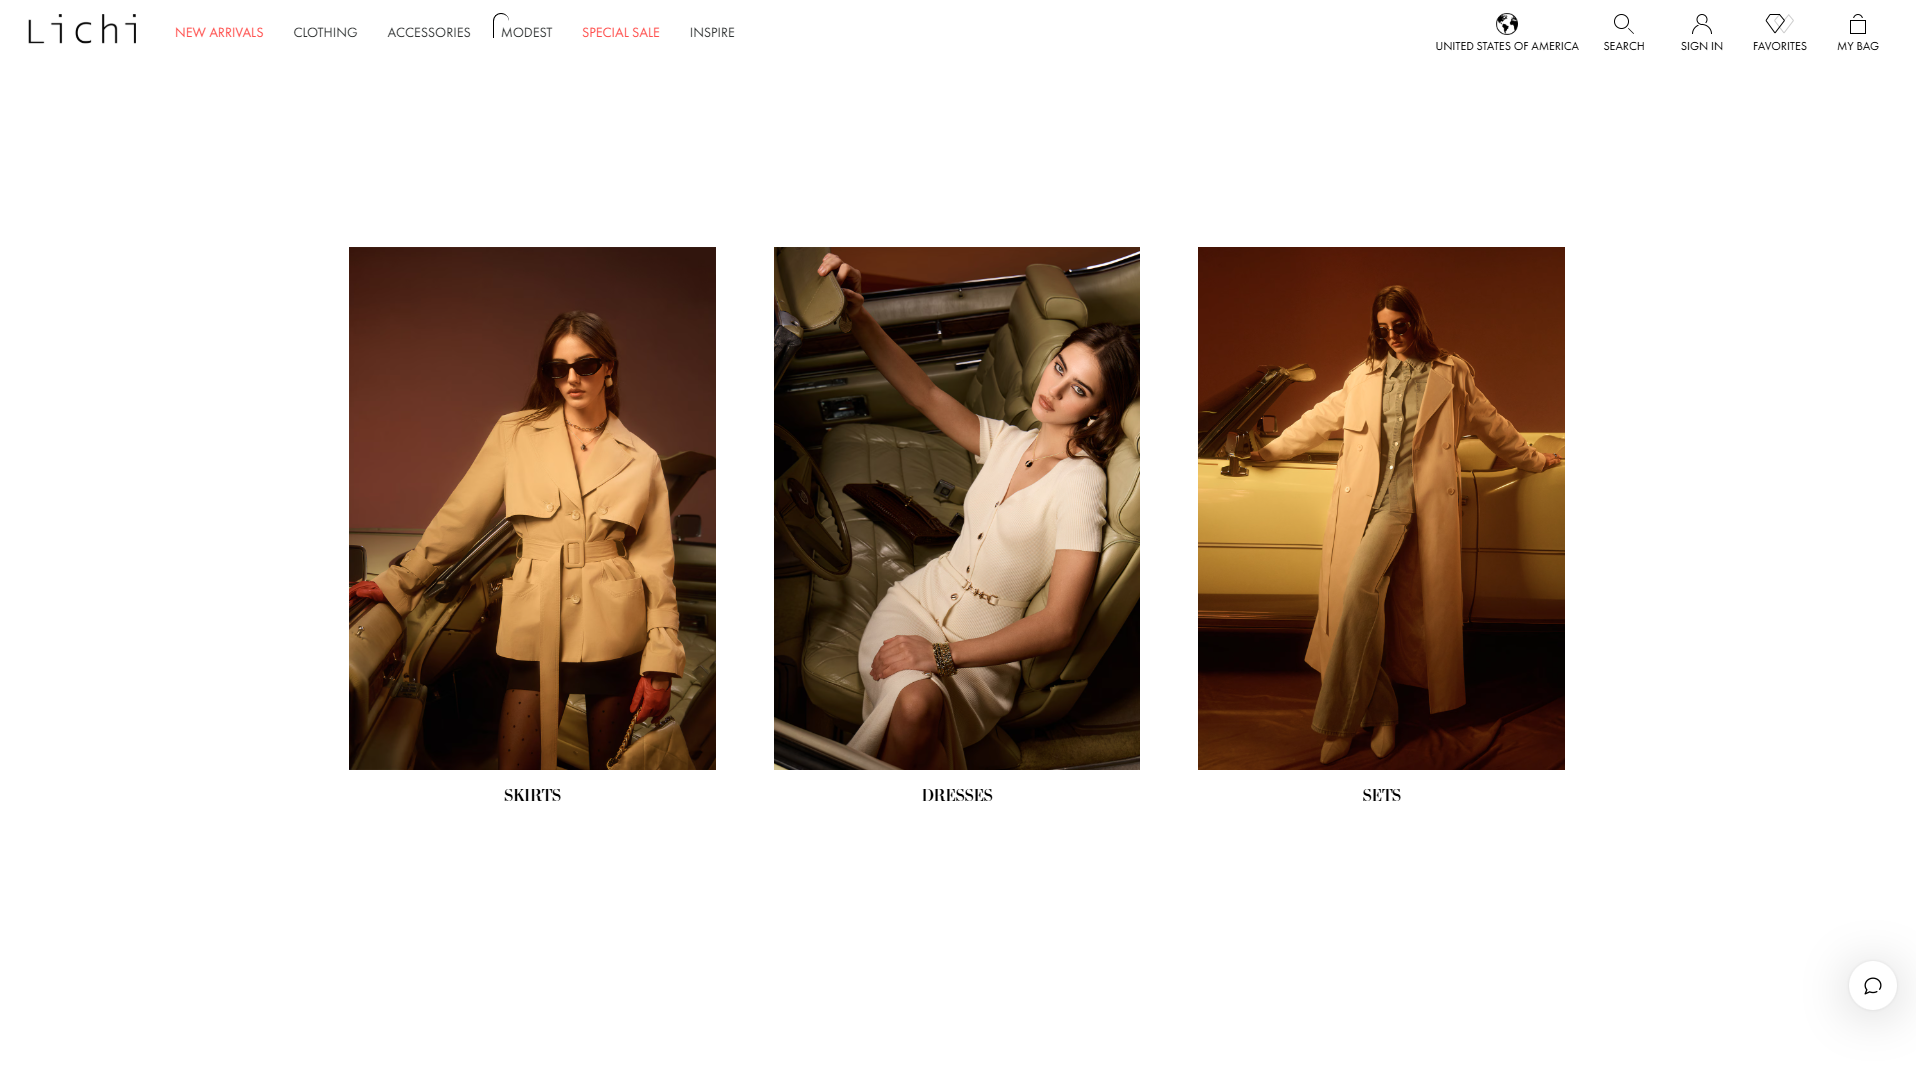 Lichi
NEW ARRIVALS
CLOTHING
ACCESSORIES
MODEST
SPECIAL SALE
INSPIRE
UNITED STATES OF AMERICA
SEARCH
SIGN IN
FAVORITES
MY BAG
SKIRTS
DRESSES
SETS